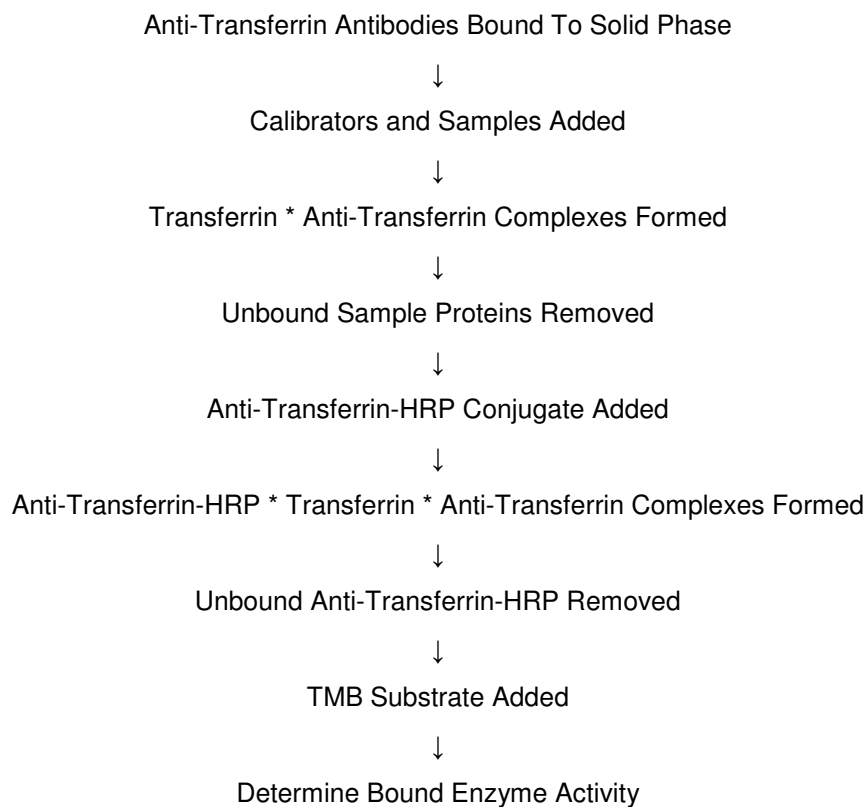 Anti-Transferrin Antibodies Bound To Solid Phase
↓
Calibrators and Samples Added
↓
Transferrin * Anti-Transferrin Complexes Formed
↓
Unbound Sample Proteins Removed
↓
Anti-Transferrin-HRP Conjugate Added
↓
Anti-Transferrin-HRP * Transferrin * Anti-Transferrin Complexes Formed
↓
Unbound Anti-Transferrin-HRP Removed
↓
TMB Substrate Added
↓
Determine Bound Enzyme Activity